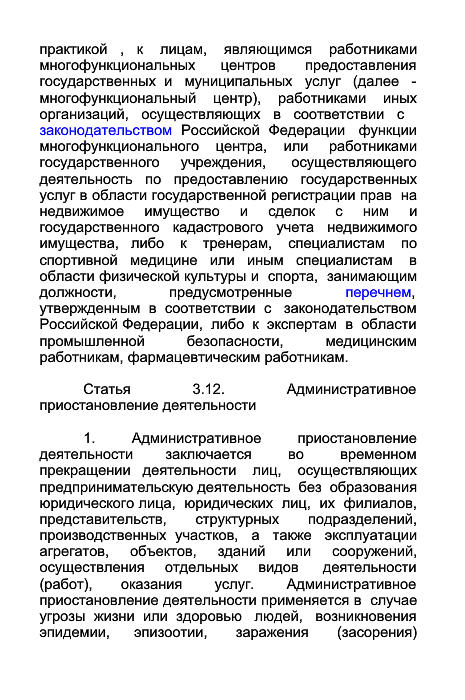 практикой , к лицам, являющимся работниками
многофункциональных центров предоставления
государственных и муниципальных услуг (далее -
многофункциональный центр), работниками иных
организаций, осуществляющих в соответствии с
законодательством Российской Федерации функции
многофункционального центра, или работниками
государственного учреждения, осуществляющего
деятельность по предоставлению государственных
услуг в области государственной регистрации прав на
недвижимое имущество и сделок с ним и
государственного кадастрового учета недвижимого
имущества, либо к тренерам, специалистам по
спортивной медицине или иным специалистам в
области физической культуры и спорта, занимающим
должности, предусмотренные перечнем,
утвержденным в соответствии с законодательством
Российской Федерации, либо к экспертам в области
промышленной безопасности, медицинским
работникам, фармацевтическим работникам.
Статья 3.12. Административное
приостановление деятельности
1. Административное приостановление
деятельности заключается во временном
прекращении деятельности лиц, осуществляющих
предпринимательскую деятельность без образования
юридического лица, юридических лиц, их филиалов,
представительств, структурных подразделений,
производственных участков, а также эксплуатации
агрегатов, объектов, зданий или сооружений,
осуществления отдельных видов деятельности
(работ), оказания услуг. Административное
приостановление деятельности применяется в случае
угрозы жизни или здоровью людей, возникновения
эпидемии, эпизоотии, заражения (засорения)